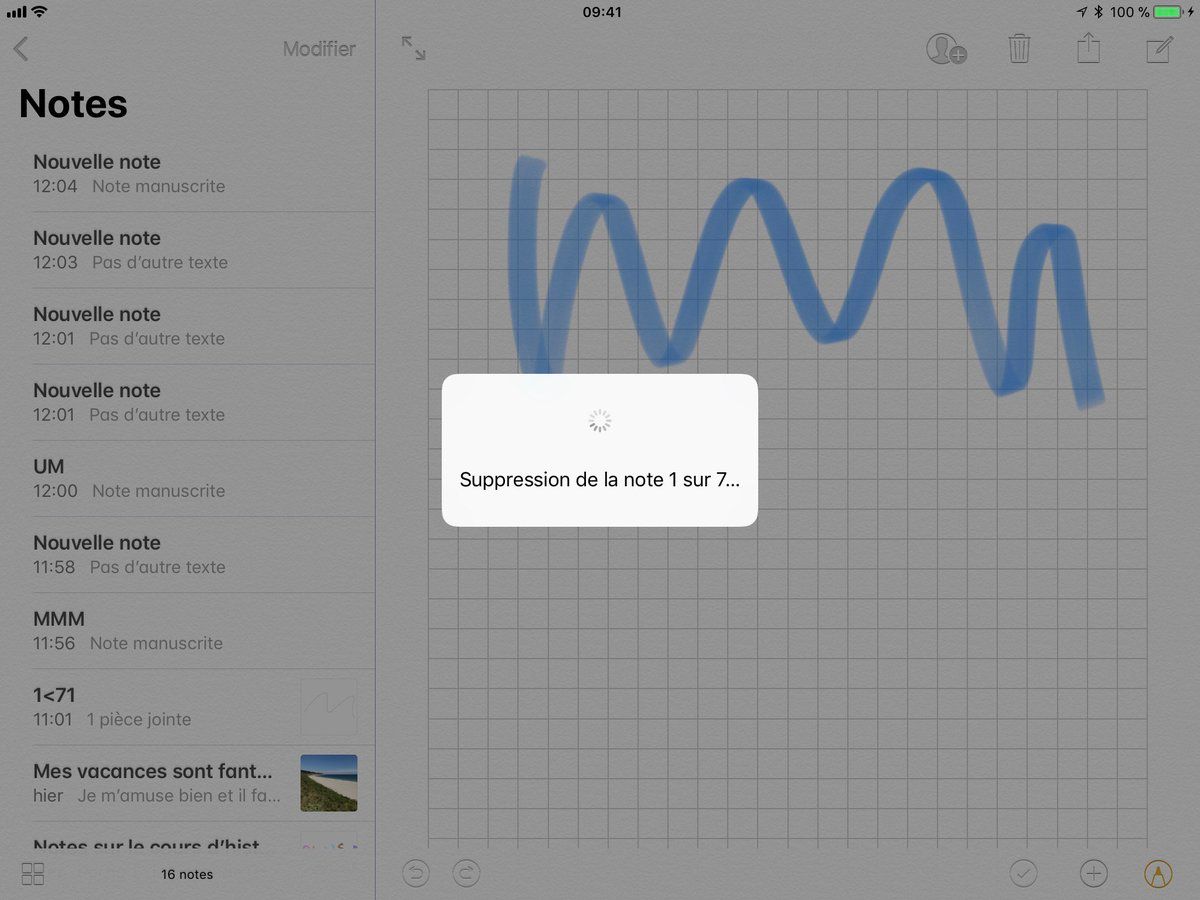 09:41
100 %
Modifier
Notes
Nouvelle note
12:04 Note manuscrite
Nouvelle note
12:03 Pas d’autre texte
Nouvelle note
12:01 Pas d’autre texte
Nouvelle note
12:01 Pas d’autre texte
UM
12:00 Note manuscrite
Nouvelle note
11:58 Pas d’autre texte
MMM
11:56 Note manuscrite
1<71
11:01 1 pièce jointe
Mes vacances sont fant...
hier Je m’amuse bien et il fa...
Notes sur le cours d’hist
16 notes
Suppression de la note 1 sur 7...